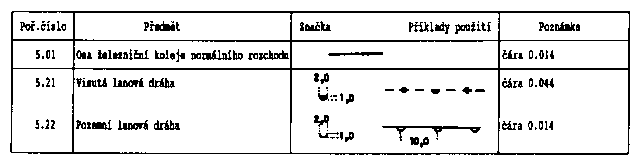 Poř.číslo Předmět Značka Příklady použití Poznámka
5.01 Osa železniční koleje normálního rozchodu čára 0.014
5.21 Visutá lanová dráha 2,0 1,0 čára 0.044
5.22 Pozemní lanová dráha 2,0 1,0 10,0 čára 0.014